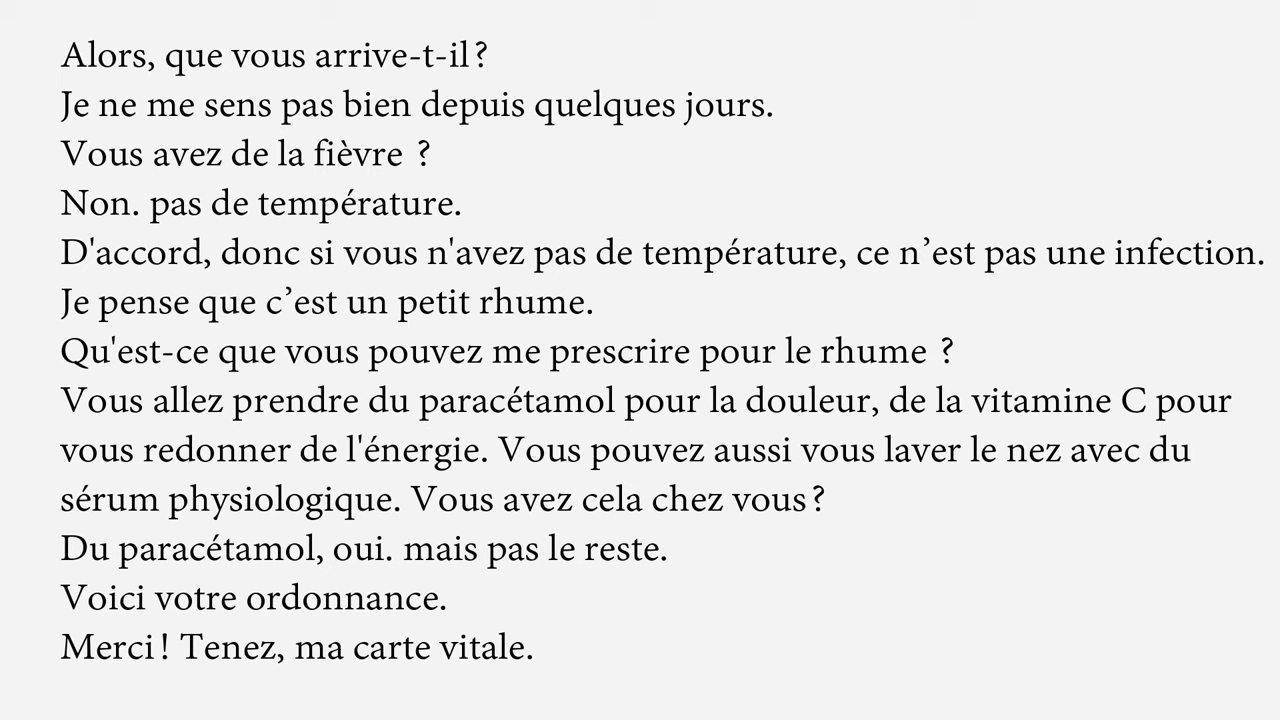 Alors, que vous arrive-t-il ?
Je ne me sens pas bien depuis quelques jours.
Vous avez de la fièvre ?
Non. pas de température.
D'accord, donc si vous n'avez pas de température, ce n’est pas une infection.
Je pense que c’est un petit rhume.
Qu'est-ce que vous pouvez me prescrire pour le rhume ?
Vous allez prendre du paracétamol pour la douleur, de la vitamine C pour
vous redonner de l'énergie. Vous pouvez aussi vous laver le nez avec du
sérum physiologique. Vous avez cela chez vous ?
Du paracétamol, oui. mais pas le reste.
Voici votre ordonnance.
Merci ! Tenez, ma carte vitale.